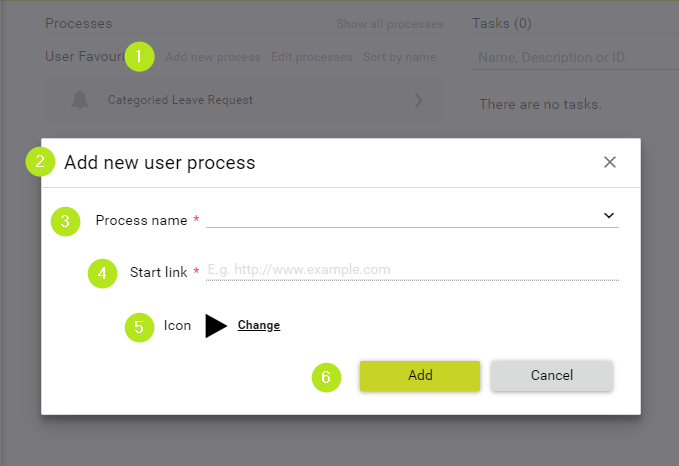 Processes Show all processes Tasks (0)
User Favouri 1 Add new process Edit processes Sort by name Name, Description or ID
Categoried Leave Request There are no tasks.
2 Add new user process
3 Process name *
4 Start link * E.g. http://www.example.com
5 Icon Change
6 Add Cancel